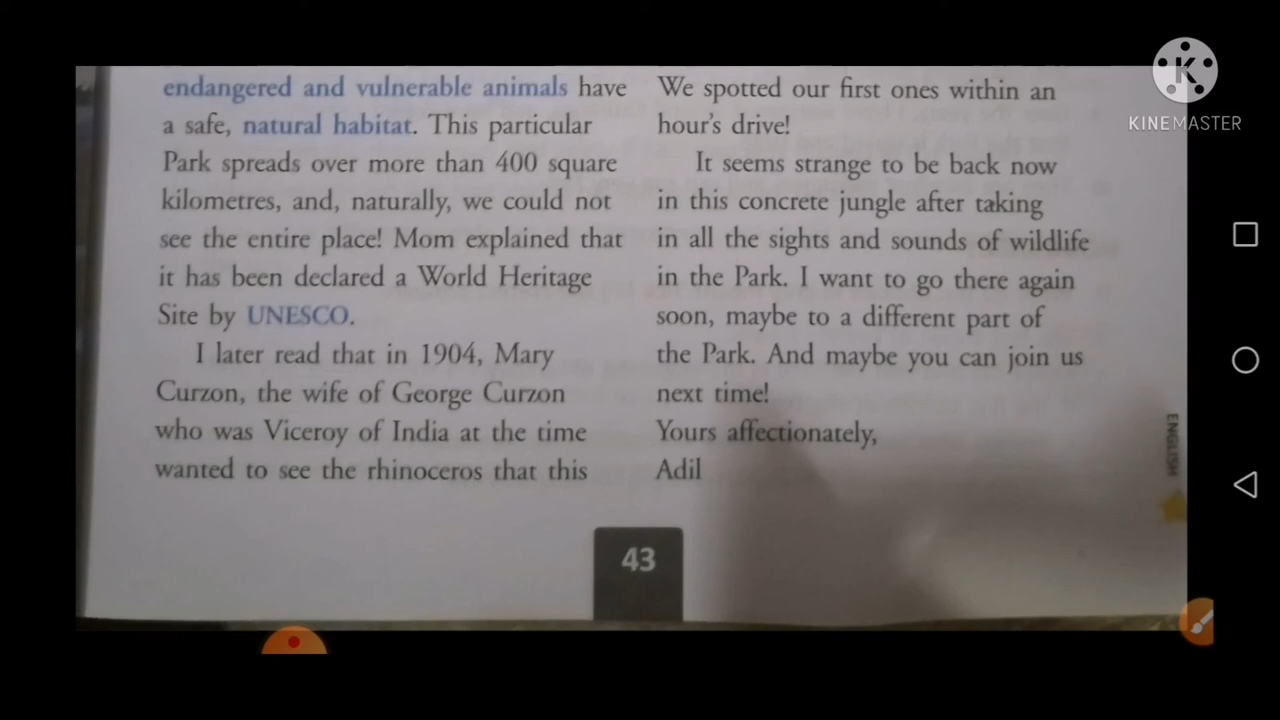 endangered and vulnerable animals have
a safe, natural habitat. This particular
Park spreads over more than 400 square
kilometres, and, naturally, we could not
see the entire place! Mom explained that
it has been declared a World Heritage
Site by UNESCO.
I later read that in 1904, Mary
Curzon, the wife of George Curzon
who was Viceroy of India at the time
wanted to see the rhinoceros that this
We spotted our first ones within an
hour's drive!
It seems strange to be back now
in this concrete jungle after taking
in all the sights and sounds of wildlife
in the Park. I want to go there again
soon, maybe to a different part of
the Park. And maybe you can join us
next time!
Yours affectionately,
Adil
43
ENGLISH
K
KINEMASTER